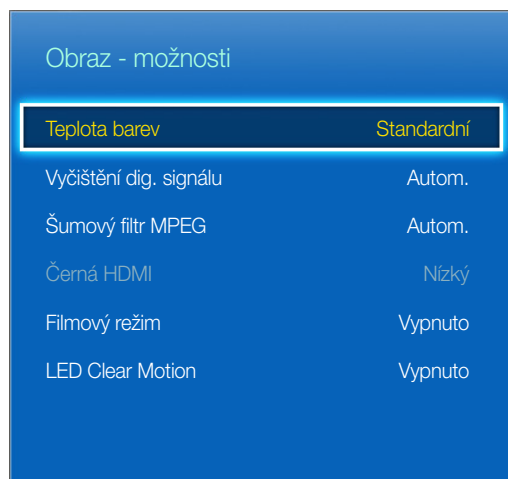 Obraz - možnosti
Teplota barev Standardní
Vyčištění dig. signálu Autom.
Šumový filtr MPEG Autom.
Černá HDMI Nízký
Filmový režim Vypnuto
LED Clear Motion Vypnuto